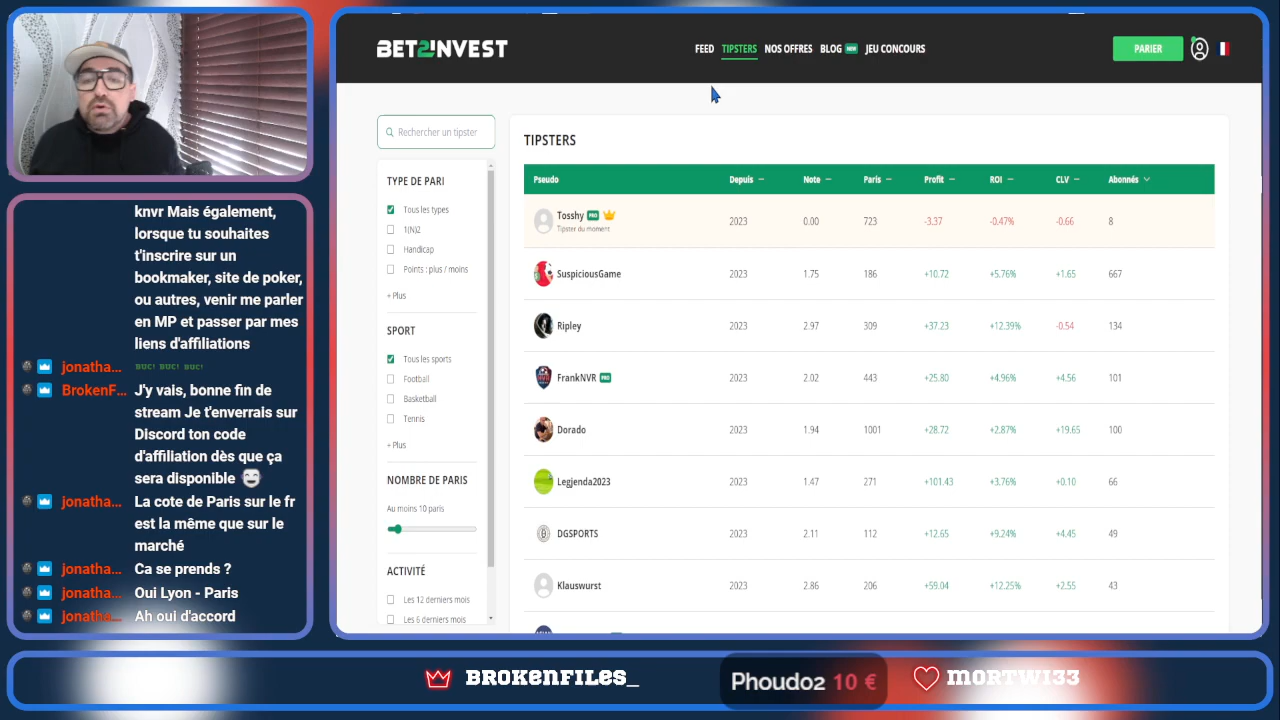 knvr Mais également,
lorsque tu souhaites
t'inscrire sur un
bookmaker, site de poker,
ou autres, venir me parler
en MP et passer par mes
liens d'affiliations
jonatha... BUC! BUC! BUC!
BrokenF... J'y vais, bonne fin de
stream Je t'enverrais sur
Discord ton code
d'affiliation dès que ça
sera disponible
jonatha... La cote de Paris sur le fr
est la même que sur le
marché
jonatha... Ca se prends ?
jonatha... Oui Lyon - Paris
jonatha... Ah oui d'accord
BET2INVEST
FEED TIPSTERS NOS OFFRES BLOG NEW JEU CONCOURS
PARIER
Rechercher un tipster
TYPE DE PARI
Tous les types
1(N)2
Handicap
Points : plus / moins
+ Plus
SPORT
Tous les sports
Football
Basketball
Tennis
+ Plus
NOMBRE DE PARIS
Au moins 10 paris
ACTIVITÉ
Les 12 derniers mois
Les 6 derniers mois
TIPSTERS
Pseudo Depuis Note Paris Profit ROI CLV Abonnés
Tosshy PRO 2023 0.00 723 -3.37 -0.47% -0.66 8
Tipster du moment
SuspiciousGame 2023 1.75 186 +10.72 +5.76% +1.65 667
Ripley 2023 2.97 309 +37.23 +12.39% -0.54 134
FrankNVR PRO 2023 2.02 443 +25.80 +4.96% +4.56 101
Dorado 2023 1.94 1001 +28.72 +2.87% +19.65 100
Legjenda2023 2023 1.47 271 +101.43 +3.76% +0.10 66
DGSPORTS 2023 2.11 112 +12.65 +9.24% +4.45 49
Klauswurst 2023 2.86 206 +59.04 +12.25% +2.55 43
BROKENFILES_
Phoudo2 10 €
MORTWI33